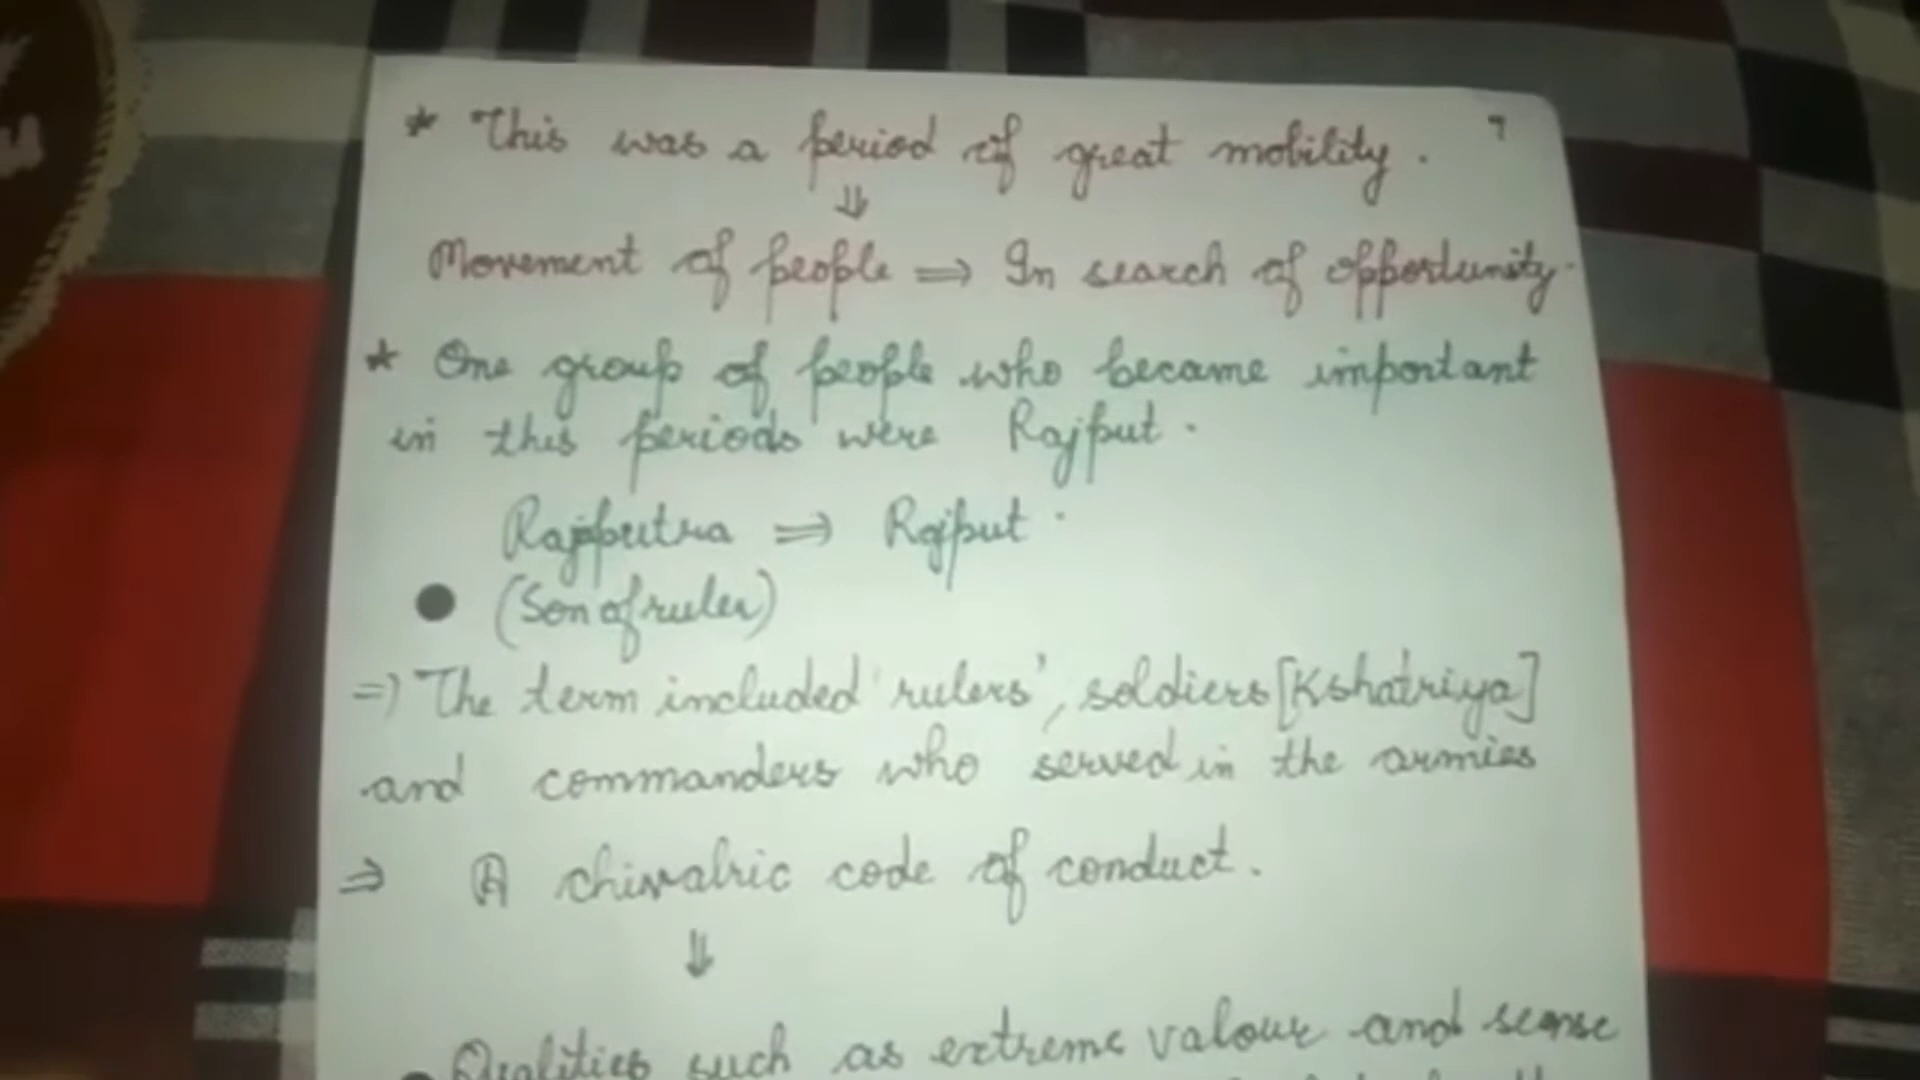 * This was a period of great mobility. 7
⇓
Movement of people ⇒ In search of opportunity.
* One group of people who became important
in this periods were Rajput.
Rajputra ⇒ Rajput.
(Son of ruler)
⇒) The term included 'rulers', soldiers [Kshatriya]
and commanders who served in the armies
⇒ A chivalric code of conduct.
⇓
Qualities such as extreme valour and sense